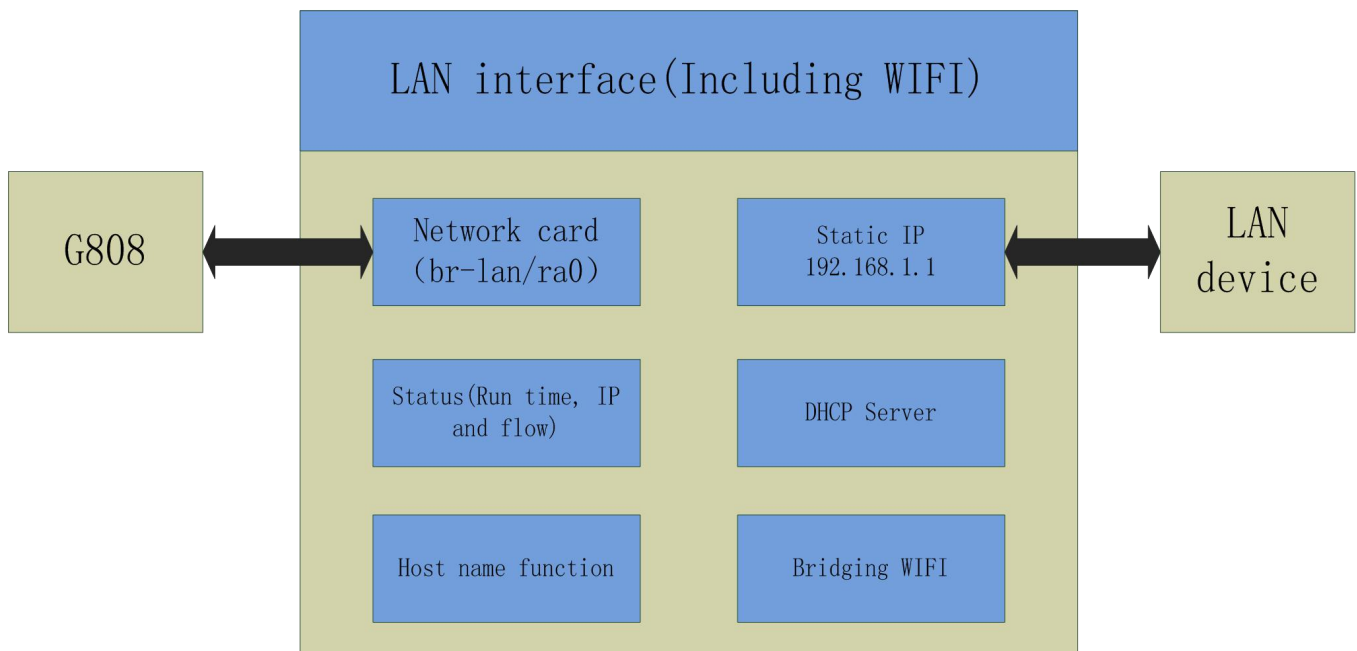 LAN interface(Including WIFI)
G808
Network card
(br-lan/ra0)
Static IP
192.168.1.1
LAN
device
Status(Run time, IP
and flow)
DHCP Server
Host name function
Bridging WIFI